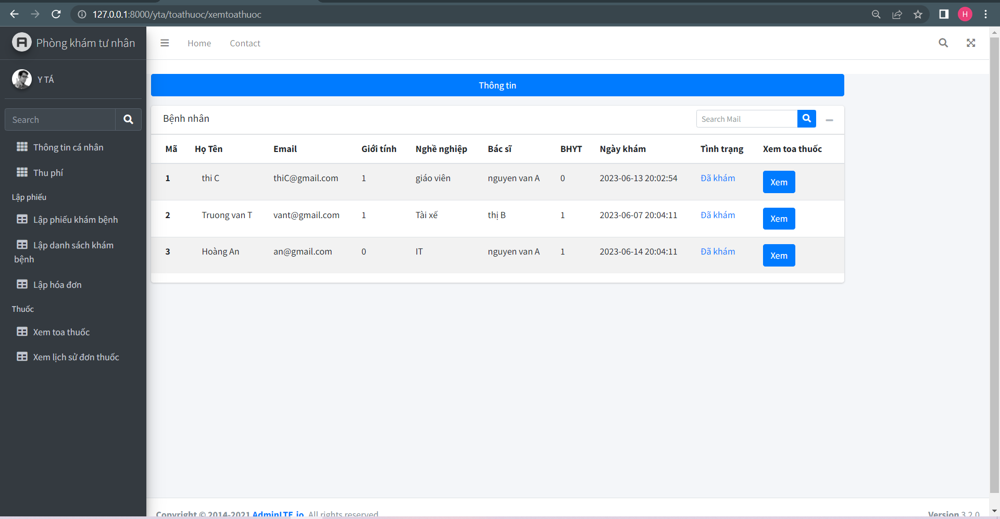 127.0.0.1:8000/yta/toathuoc/xemtoathuoc
H
Phòng khám tư nhân
Home Contact
Y TÁ
Search
Thông tin cá nhân
Thu phí
Lập phiếu
Lập phiếu khám bệnh
Lập danh sách khám
bệnh
Lập hóa đơn
Thuốc
Xem toa thuốc
Xem lịch sử đơn thuốc
Thông tin
Bệnh nhân
Search Mail
Mã Họ Tên Email Giới tính Nghề nghiệp Bác sĩ BHYT Ngày khám Tình trạng Xem toa thuốc
1 thi C thiC@gmail.com 1 giáo viên nguyen van A 0 2023-06-13 20:02:54 Đã khám Xem
2 Truong van T vant@gmail.com 1 Tài xế thị B 1 2023-06-07 20:04:11 Đã khám Xem
3 Hoàng An an@gmail.com 0 IT nguyen van A 1 2023-06-14 20:04:11 Đã khám Xem
Copyright © 2014-2021 AdminLTE.io. All rights reserved.
Version 3.2.0